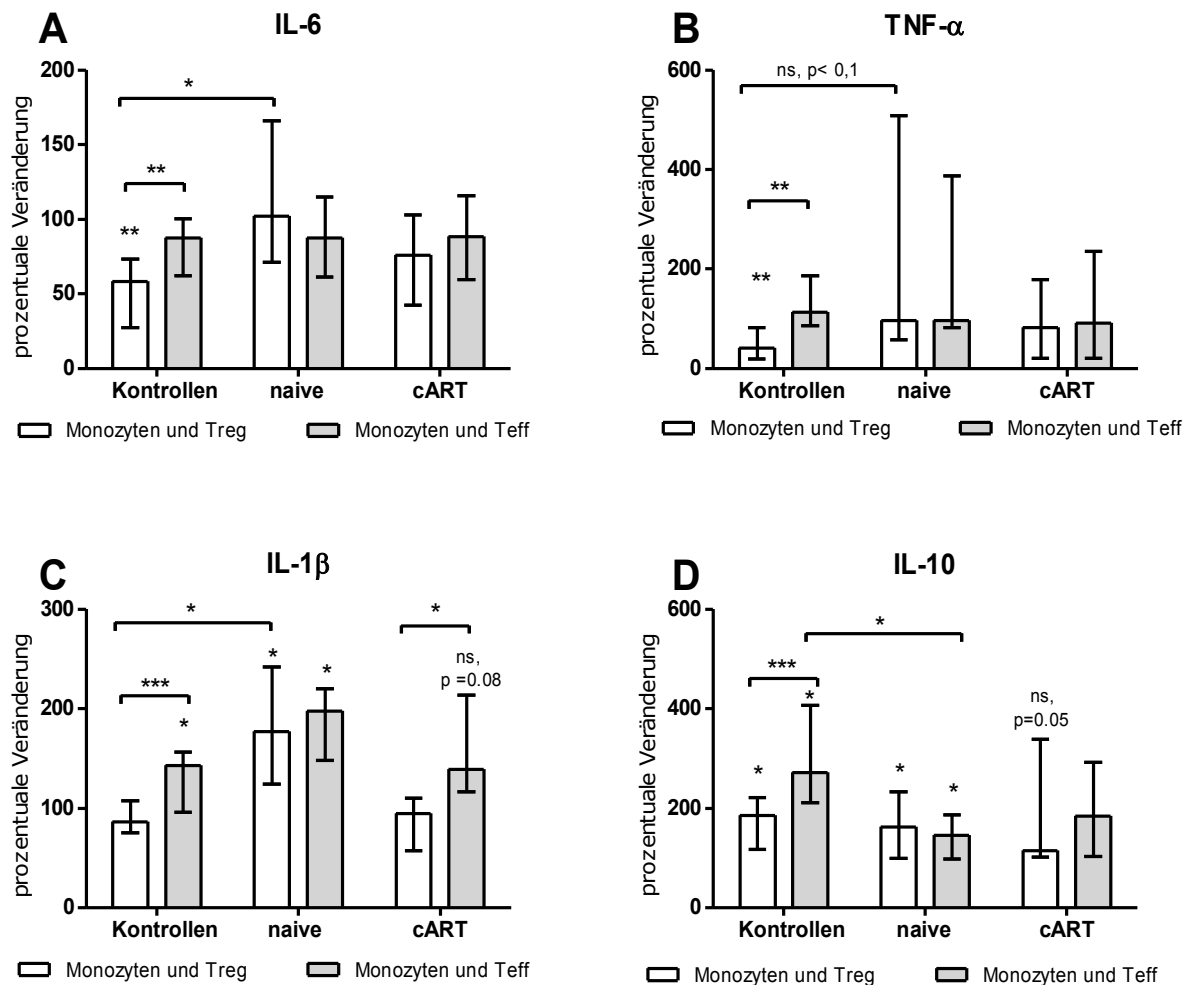 A
IL-6
prozentuale Veränderung
200
150
100
50
0
*
**
**
Kontrollen naive cART
Monozyten und Treg Monozyten und Teff
B
TNF-α
prozentuale Veränderung
600
400
200
0
ns, p< 0,1
**
**
Kontrollen naive cART
Monozyten und Treg Monozyten und Teff
C
IL-1β
prozentuale Veränderung
300
200
100
0
*
*
***
*
*
*
ns,
p =0.08
Kontrollen naive cART
Monozyten und Treg Monozyten und Teff
D
IL-10
prozentuale Veränderung
600
400
200
0
*
***
*
*
*
*
ns,
p=0.05
Kontrollen naive cART
Monozyten und Treg Monozyten und Teff